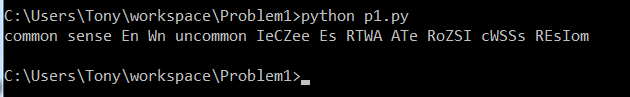 C:\Users\Tony\workspace\Problem1>python p1.py
common sense En Wn uncommon IeCZee Es RTWA ATe RoZSI cWSSs REsIom
C:\Users\Tony\workspace\Problem1>